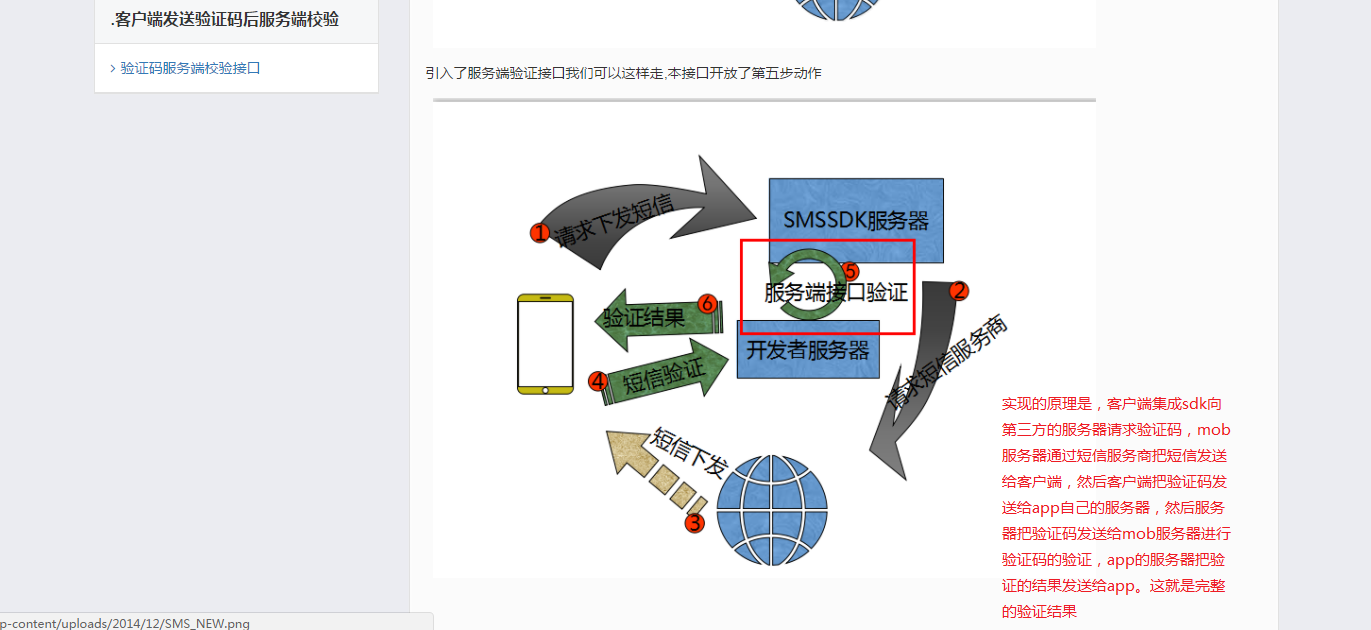 .客户端发送验证码后服务端校验
> 验证码服务端校验接口
引入了服务端验证接口我们可以这样走,本接口开放了第五步动作
1
请求下发短信
SMSSDK服务器
5
服务端接口验证
2
请求短信服务商
6
验证结果
开发者服务器
4
短信验证
短信下发
3
实现的原理是，客户端集成sdk向
第三方的服务器请求验证码，mob
服务器通过短信服务商把短信发送
给客户端，然后客户端把验证码发
送给app自己的服务器，然后服务
器把验证码发送给mob服务器进行
验证码的验证，app的服务器把验
证的结果发送给app。这就是完整
的验证结果
p-content/uploads/2014/12/SMS_NEW.png